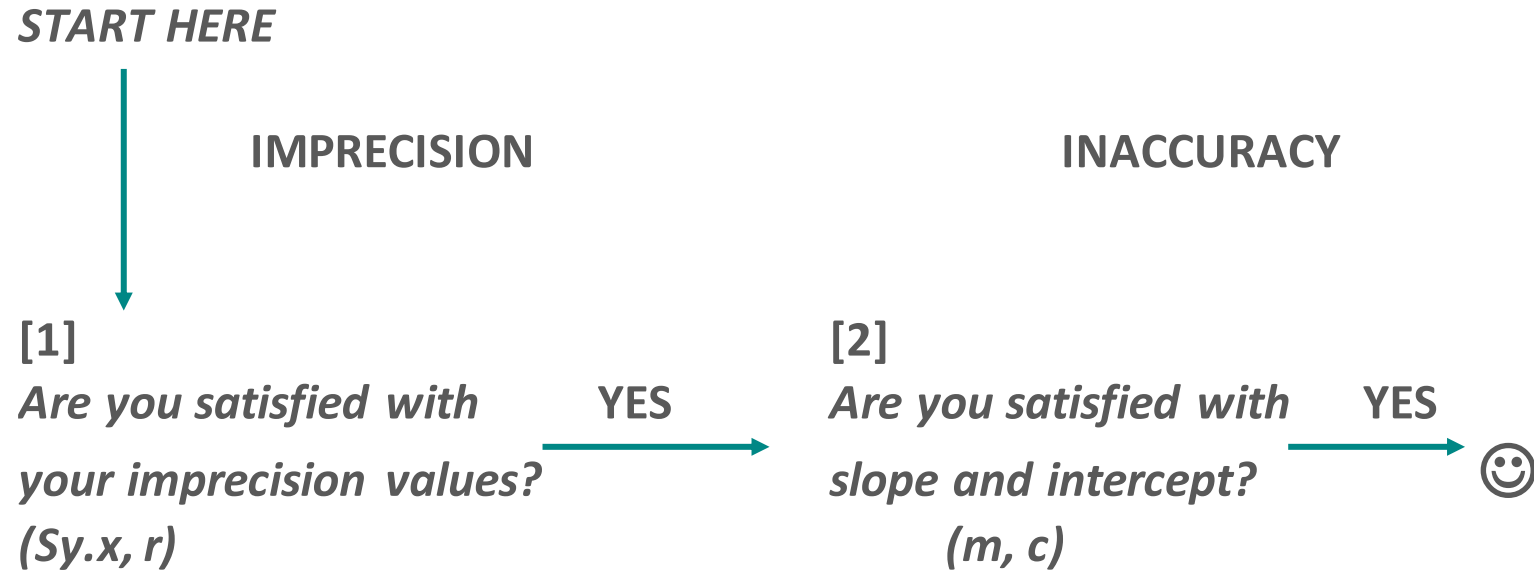 START HERE
IMPRECISION
INACCURACY
[1]
Are you satisfied with
your imprecision values?
(Sy.x, r)
YES
[2]
Are you satisfied with
slope and intercept?
(m, c)
YES